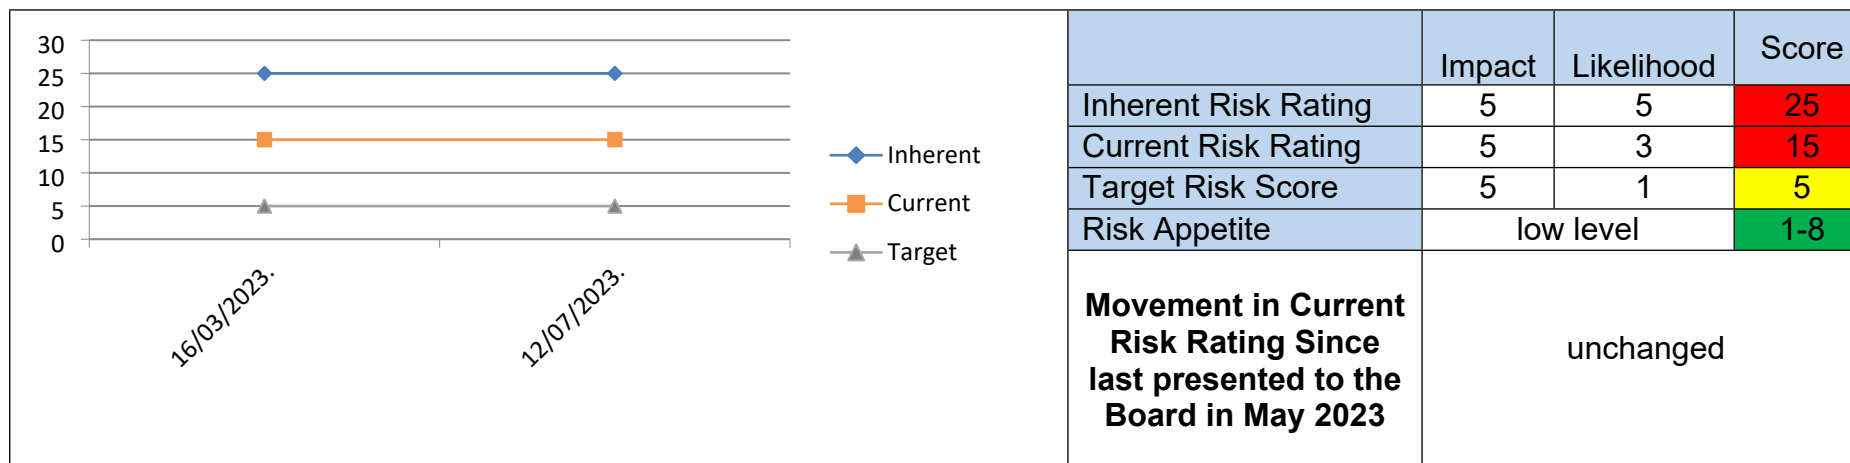 30
25
20
15
10
5
0
16/03/2023.
12/07/2023.
Inherent
Current
Target
Impact Likelihood Score
Inherent Risk Rating 5 5 25
Current Risk Rating 5 3 15
Target Risk Score 5 1 5
Risk Appetite low level 1-8
Movement in Current
Risk Rating Since
last presented to the
Board in May 2023
unchanged